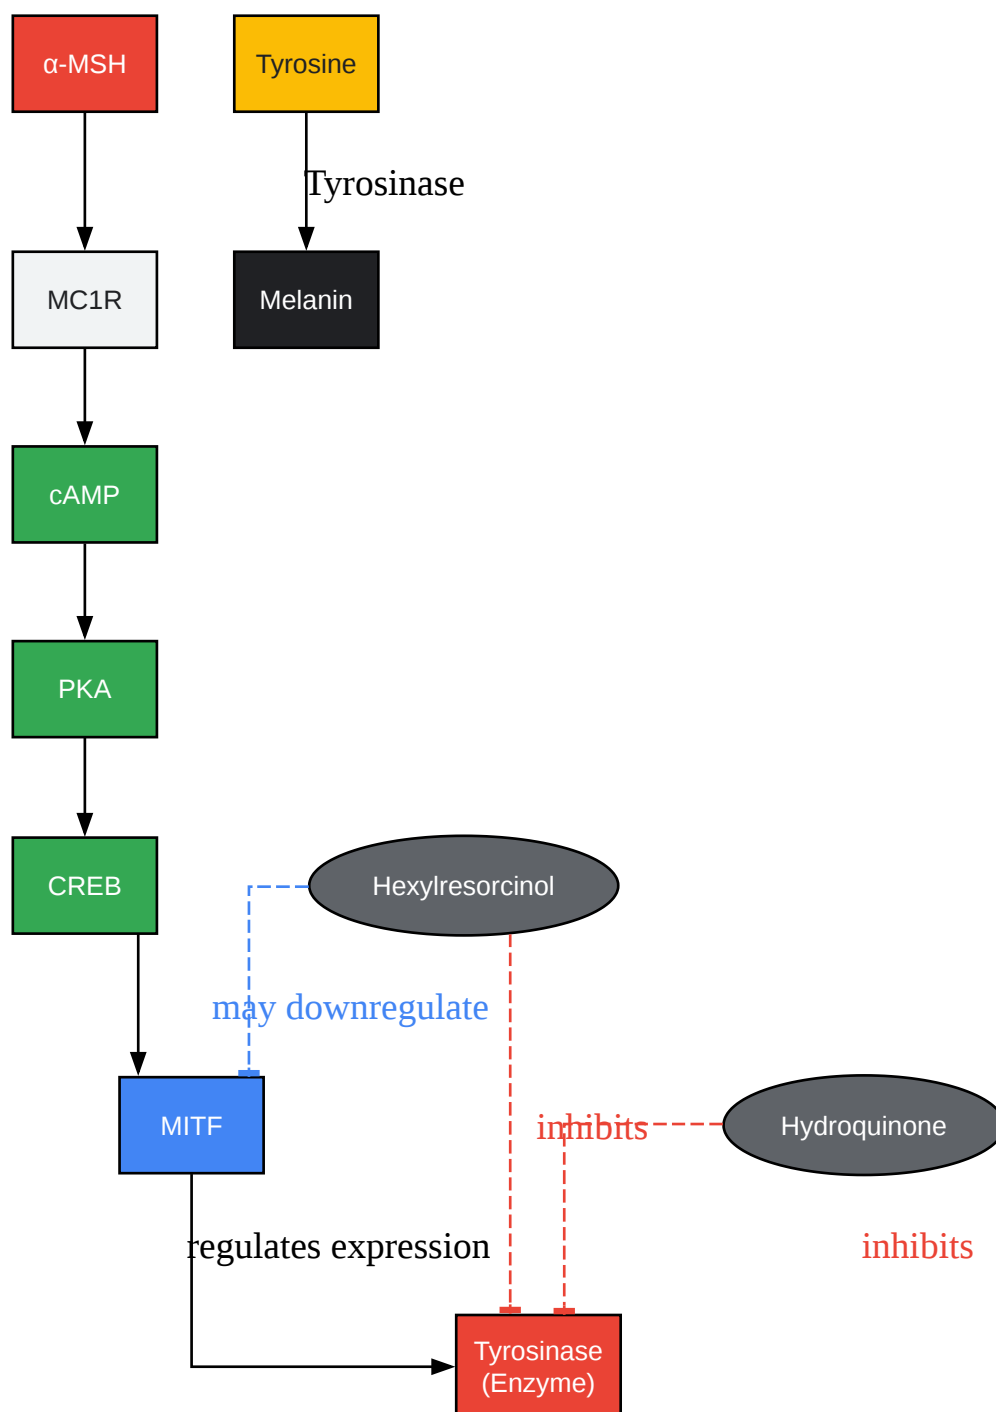 α-MSH
Tyrosine
Tyrosinase
MC1R
Melanin
cAMP
PKA
CREB
Hexylresorcinol
may downregulate
MITF
inhibits
Hydroquinone
regulates expression
inhibits
Tyrosinase
(Enzyme)